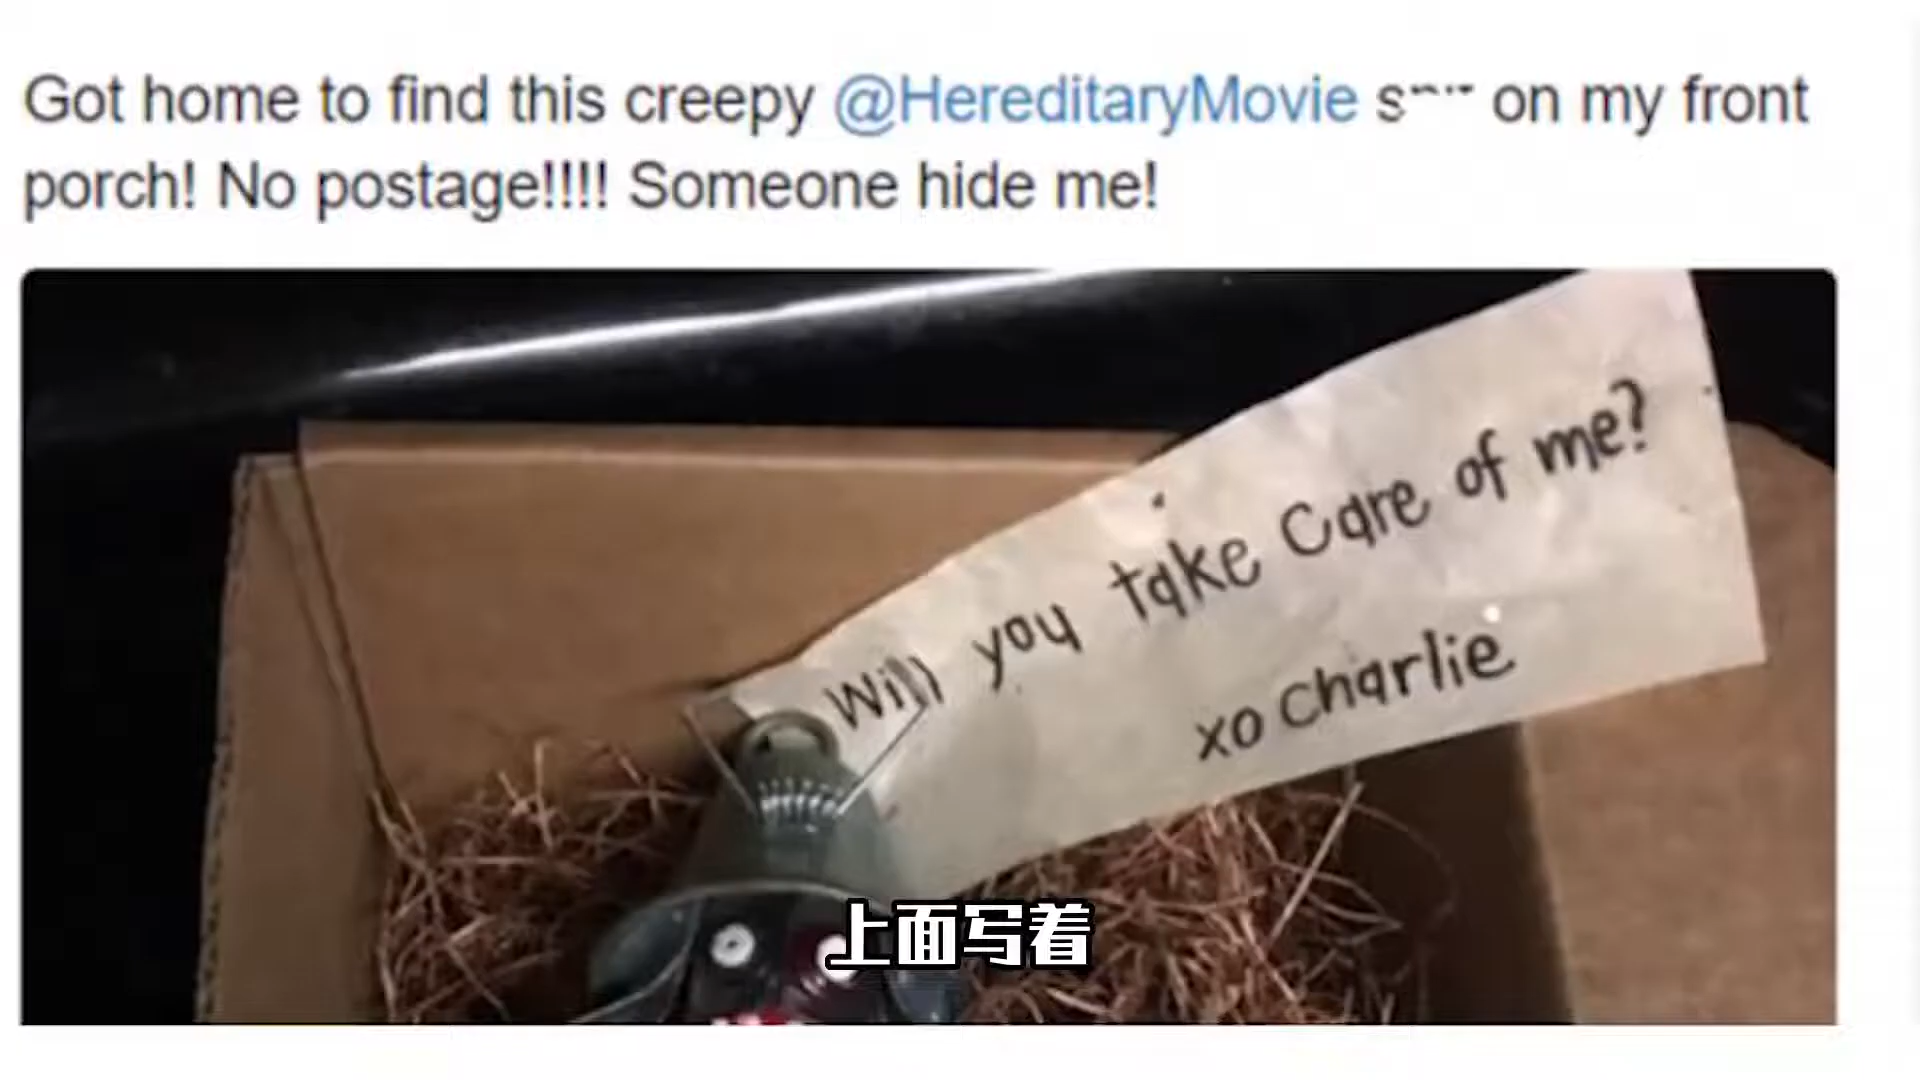 Got home to find this creepy @HereditaryMovie s on my front
porch! No postage!!!! Someone hide me!
Will you take care of me?
xo Charlie
上面写着